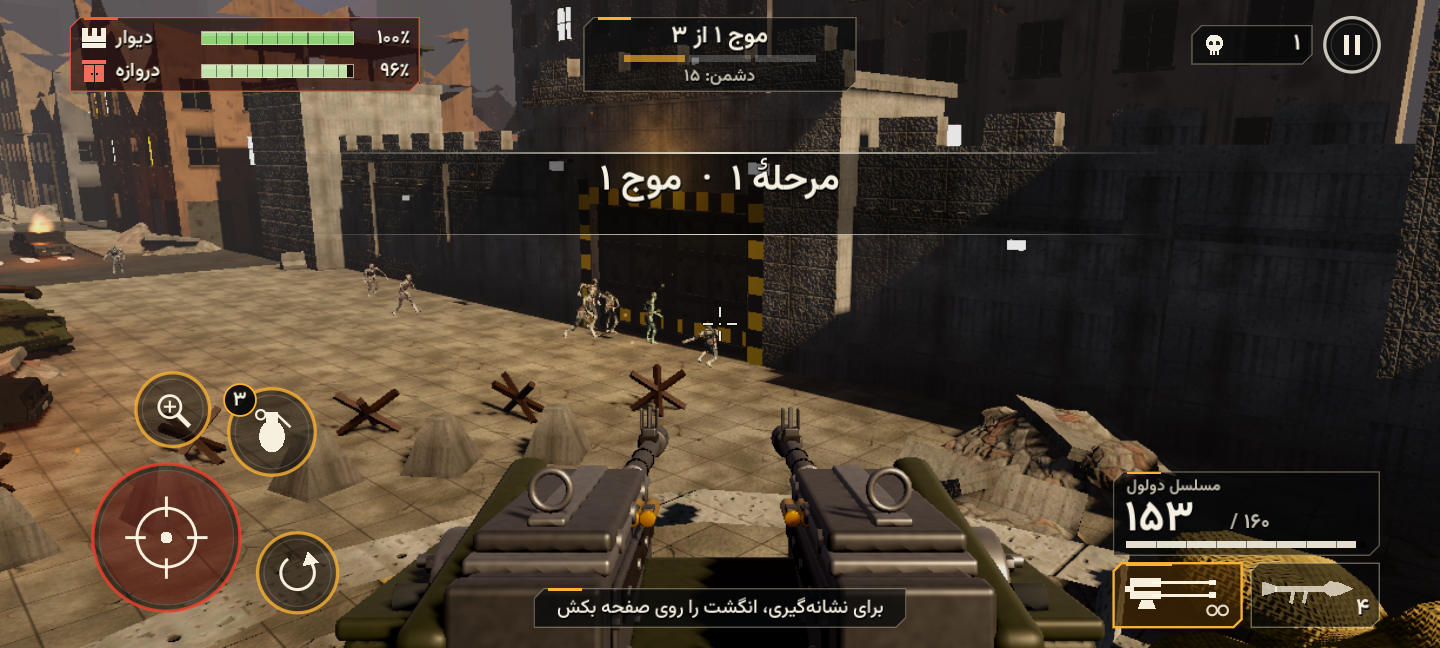 دیوار ۱۰۰٪
دروازه ۹۶٪
موج ۱ از ۳
دشمن: ۱۵
۱
مرحلهٔ ۱ · موج ۱
۳
مسلسل دولول
۱۵۳ / ۱۶۰
∞
۴
برای نشانه‌گیری، انگشت را روی صفحه بکش